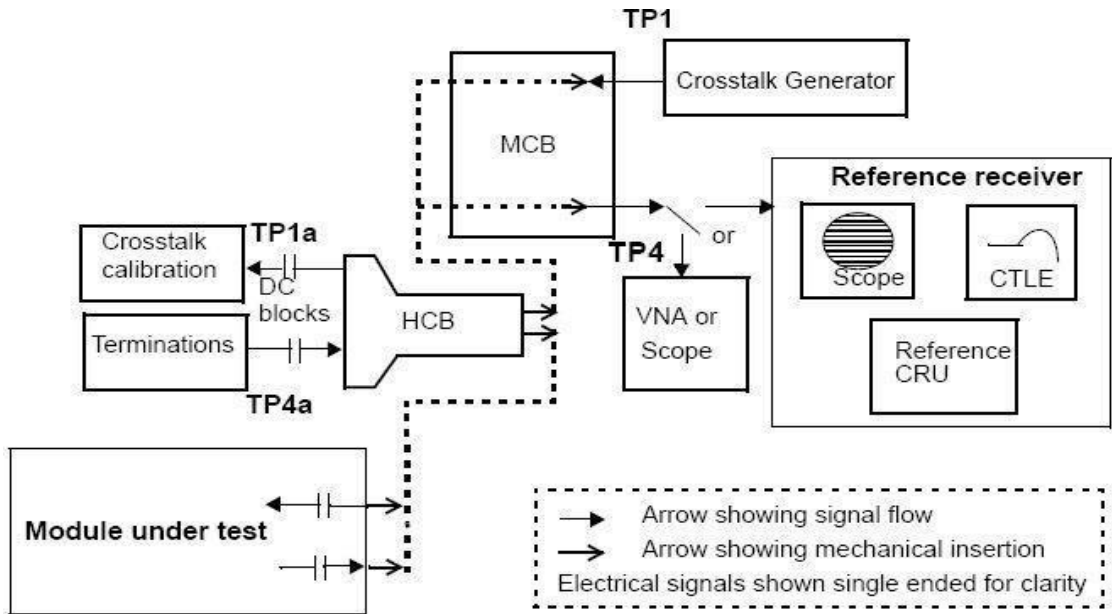 TP1
Crosstalk Generator
MCB
Reference receiver
Scope
CTLE
Reference
CRU
or
TP4
VNA or
Scope
TP1a
Crosstalk
calibration
DC
blocks
HCB
Terminations
TP4a
Module under test
Arrow showing signal flow
Arrow showing mechanical insertion
Electrical signals shown single ended for clarity